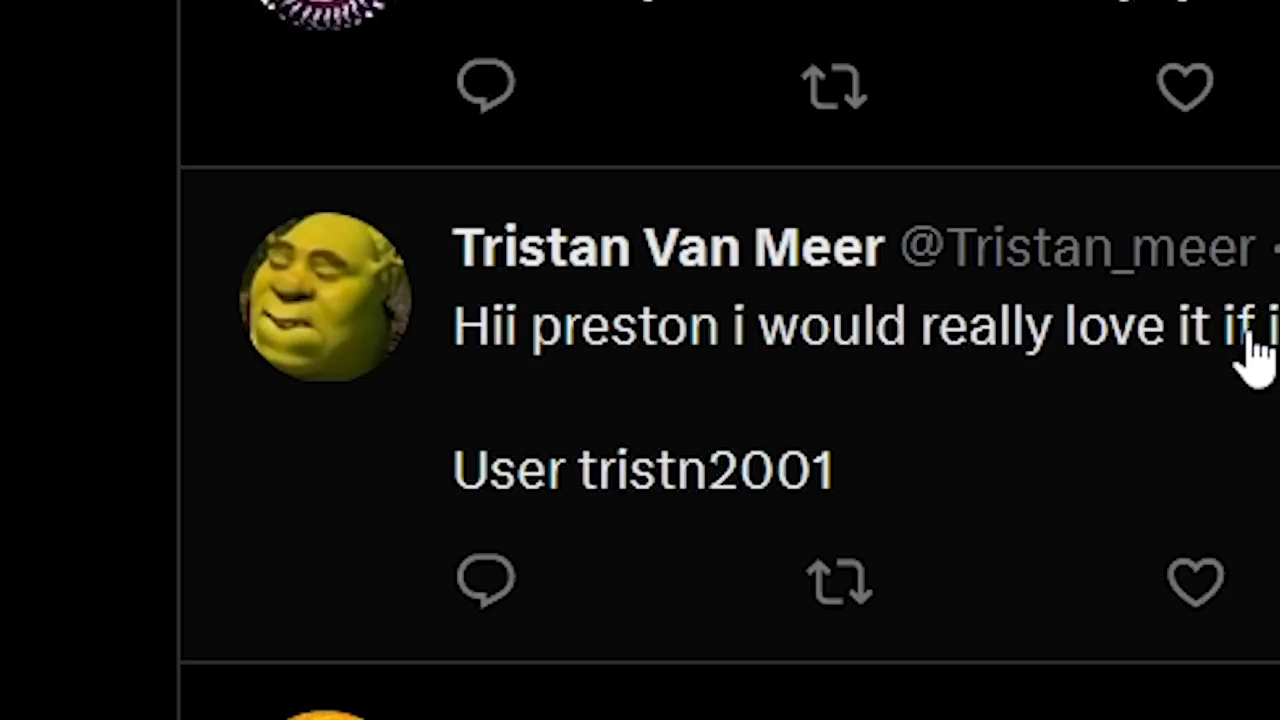 Tristan Van Meer @Tristan_meer
Hii preston i would really love it if i
User tristn2001